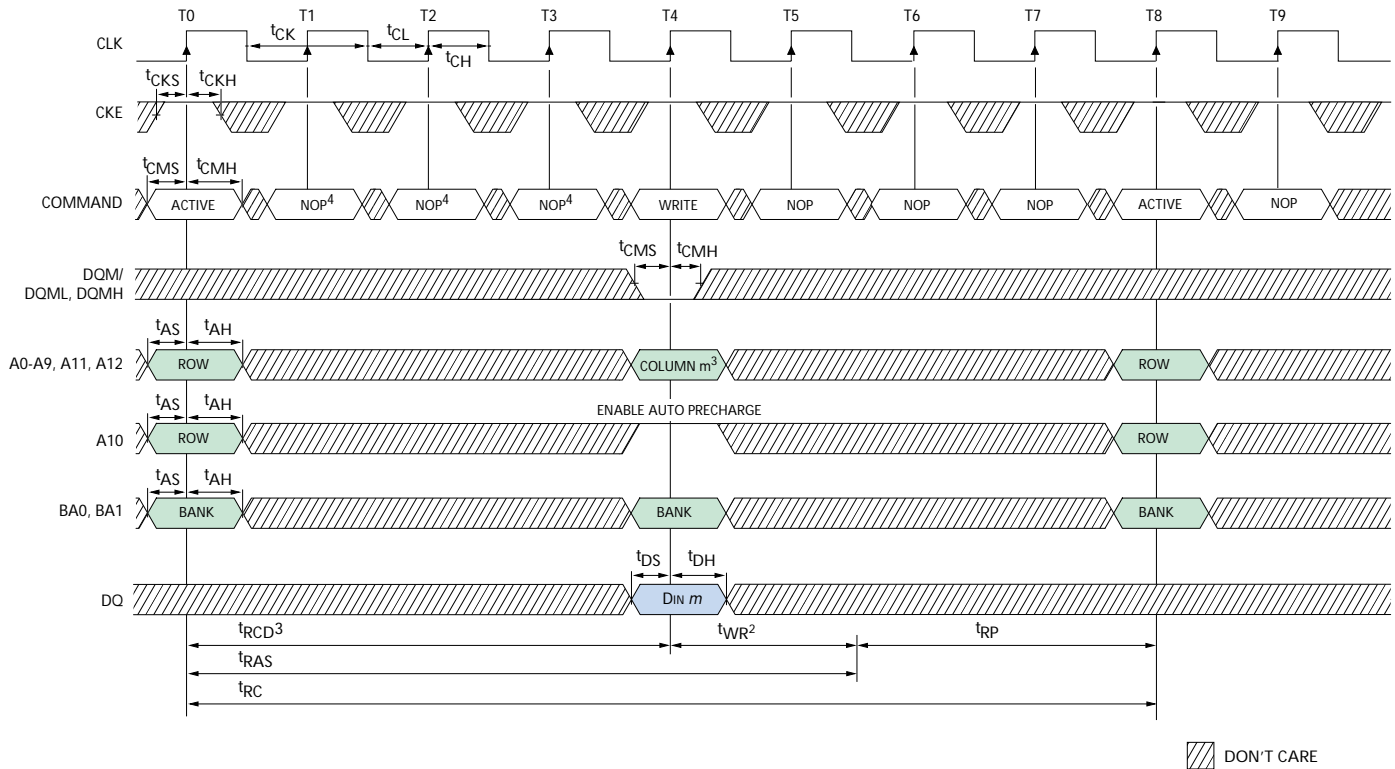 T0 T1 T2 T3 T4 T5 T6 T7 T8 T9
CLK
tCK tCL tCH
tCKS tCKH
CKE
tCMS tCMH
COMMAND ACTIVE NOP4 NOP4 NOP4 WRITE NOP NOP NOP ACTIVE NOP
tCMS tCMH
DQM/
DQML, DQMH
tAS tAH
A0-A9, A11, A12 ROW COLUMN m3 ROW
tAS tAH ENABLE AUTO PRECHARGE
A10 ROW ROW
tAS tAH
BA0, BA1 BANK BANK BANK
tDS tDH
DQ DIN m
tRCD3 tWR2 tRP
tRAS
tRC
DON'T CARE